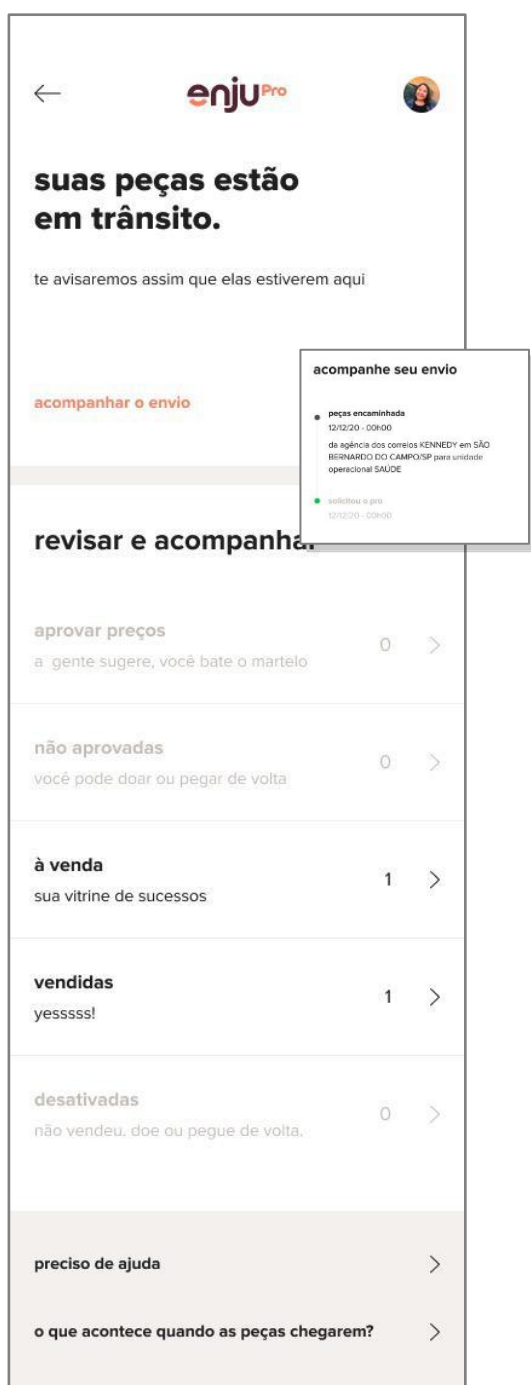 enjuPro
suas peças estão
em trânsito.
te avisaremos assim que elas estiverem aqui
acompanhar o envio
acompanhe seu envio
peças encaminhada
12/12/20 - 00h00
da agência dos correios KENNEDY em SÃO
BERNARDO DO CAMPO/SP para unidade
operacional SAÚDE
solicitou o pro
12/12/20 - 00h00
revisar e acompanhar
aprovar preços
a gente sugere, você bate o martelo
0
não aprovadas
você pode doar ou pegar de volta
0
à venda
sua vitrine de sucessos
1
vendidas
yesssss!
1
desativadas
não vendeu. doe ou pegue de volta.
0
preciso de ajuda
o que acontece quando as peças chegarem?